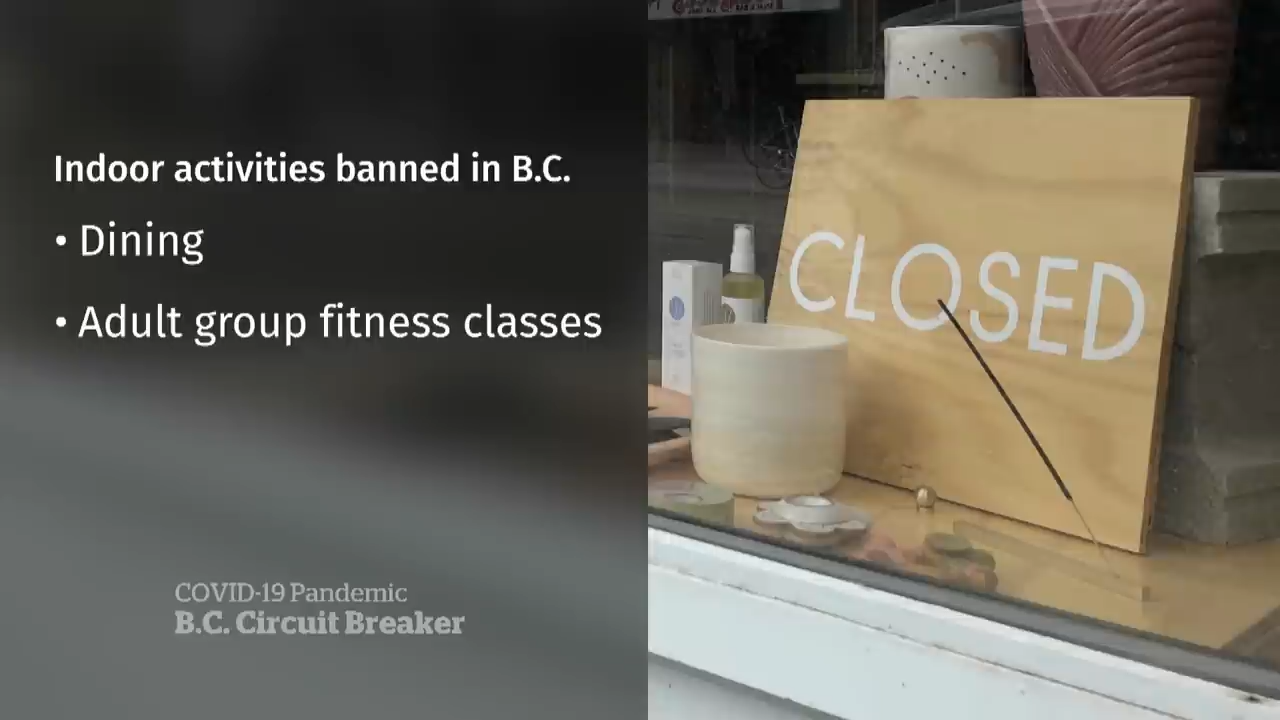 Indoor activities banned in B.C.
• Dining
• Adult group fitness classes
COVID-19 Pandemic
B.C. Circuit Breaker
CLOSED